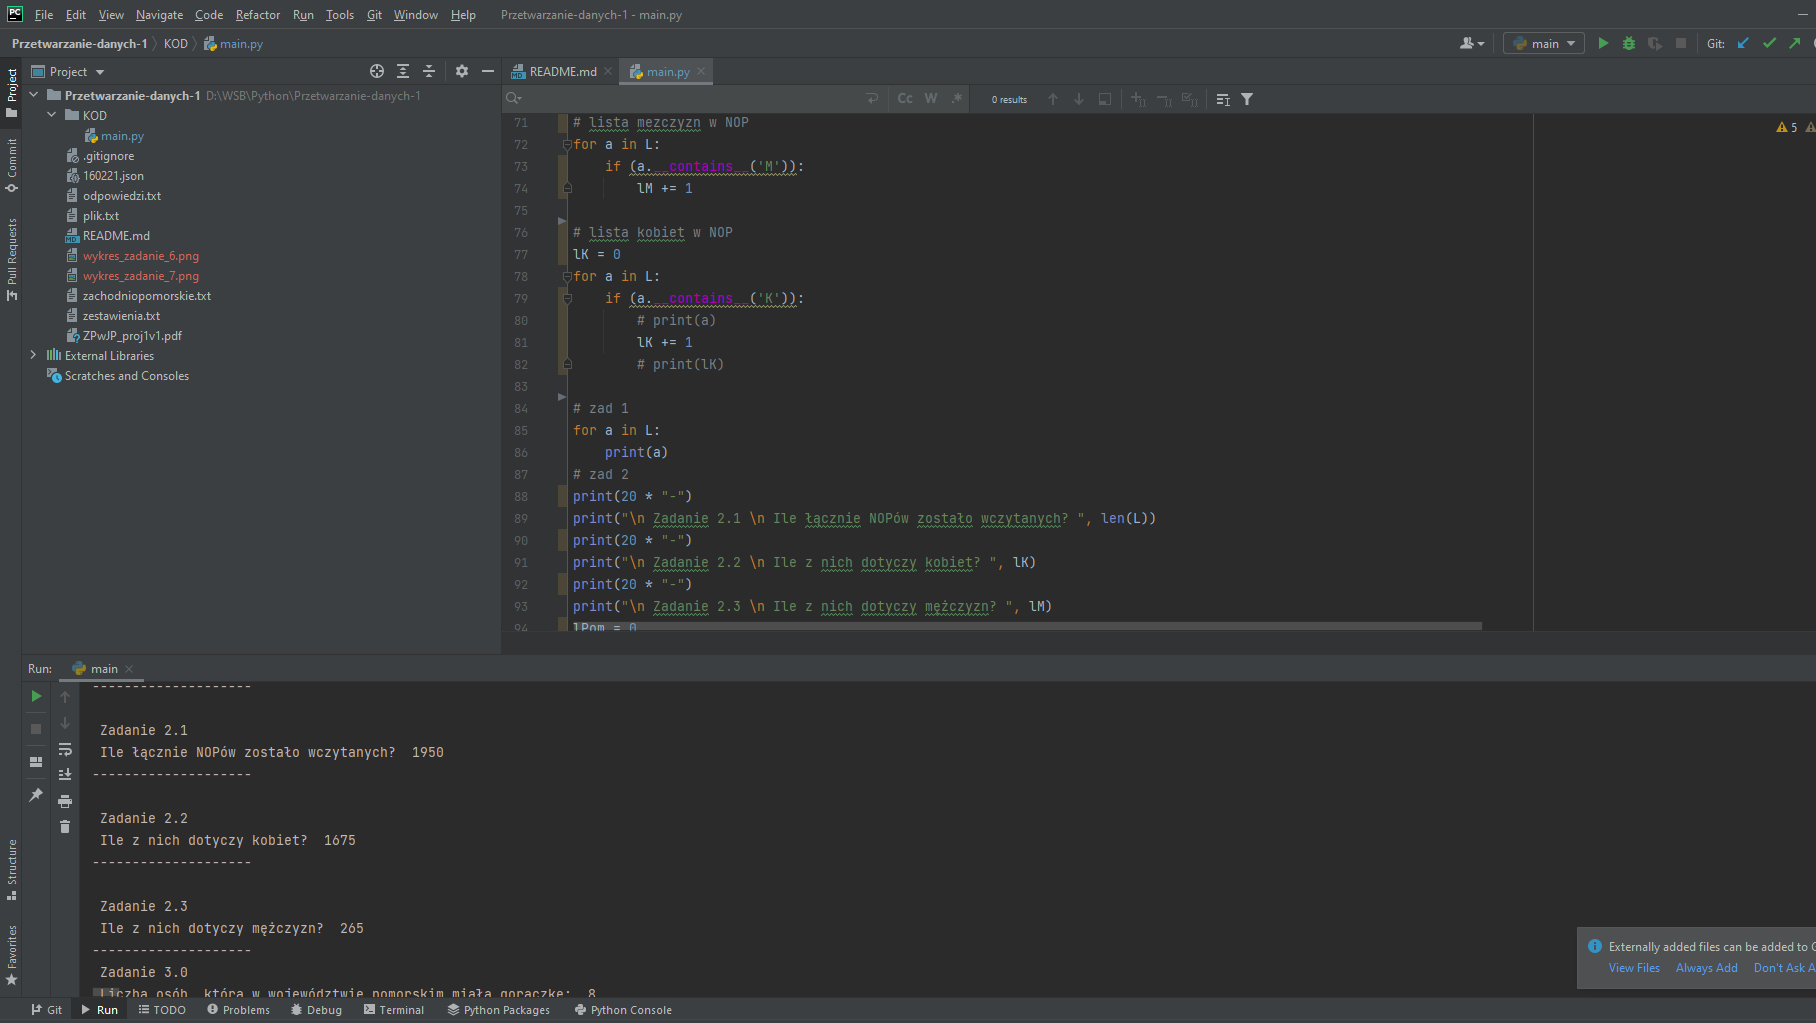 PC File Edit View Navigate Code Refactor Run Tools Git Window Help Przetwarzanie-danych-1 - main.py
Przetwarzanie-danych-1 KOD main.py main Git:
Project
README.md main.py
Cc W .* 0 results
Przetwarzanie-danych-1 D:\WSB\Python\Przetwarzanie-danych-1
KOD
main.py
.gitignore
160221.json
odpowiedzi.txt
plik.txt
README.md
wykres_zadanie_6.png
wykres_zadanie_7.png
zachodniopomorskie.txt
zestawienia.txt
ZPwJP_proj1v1.pdf
External Libraries
Scratches and Consoles
Project
Commit
Pull Requests
Structure
Favorites
5
71 # lista mezczyzn w NOP
72 for a in L:
73 if (a.__contains__('M')):
74 lM += 1
75
76 # lista kobiet w NOP
77 lK = 0
78 for a in L:
79 if (a.__contains__('K')):
80 # print(a)
81 lK += 1
82 # print(lK)
83
84 # zad 1
85 for a in L:
86 print(a)
87 # zad 2
88 print(20 * "-")
89 print("\n Zadanie 2.1 \n Ile łącznie NOPów zostało wczytanych? ", len(L))
90 print(20 * "-")
91 print("\n Zadanie 2.2 \n Ile z nich dotyczy kobiet? ", lK)
92 print(20 * "-")
93 print("\n Zadanie 2.3 \n Ile z nich dotyczy mężczyzn? ", lM)
94 lPom = 0
Run: main
--------------------
Zadanie 2.1
Ile łącznie NOPów zostało wczytanych?  1950
--------------------
Zadanie 2.2
Ile z nich dotyczy kobiet?  1675
--------------------
Zadanie 2.3
Ile z nich dotyczy mężczyzn?  265
--------------------
Zadanie 3.0
Liczba osób, która w województwie pomorskim miała gorączkę:  8
Externally added files can be added to
View Files Always Add Don't Ask
Git Run TODO Problems Debug Terminal Python Packages Python Console